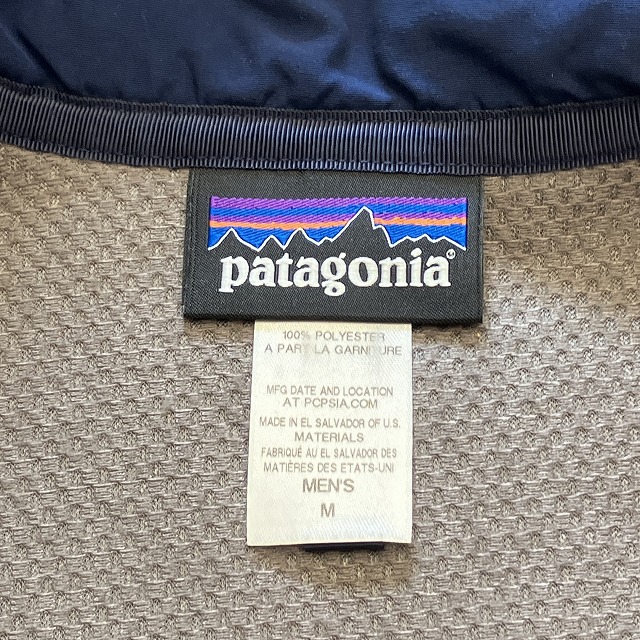 patagonia
100% POLYESTER
A PART LA GARNITURE
MFG DATE AND LOCATION
AT PCPSIA.COM
MADE IN EL SALVADOR OF U.S.
MATERIALS
FABRIQUÉ AU EL SALVADOR DES
MATIÈRES DES ETATS-UNI
MEN'S
M